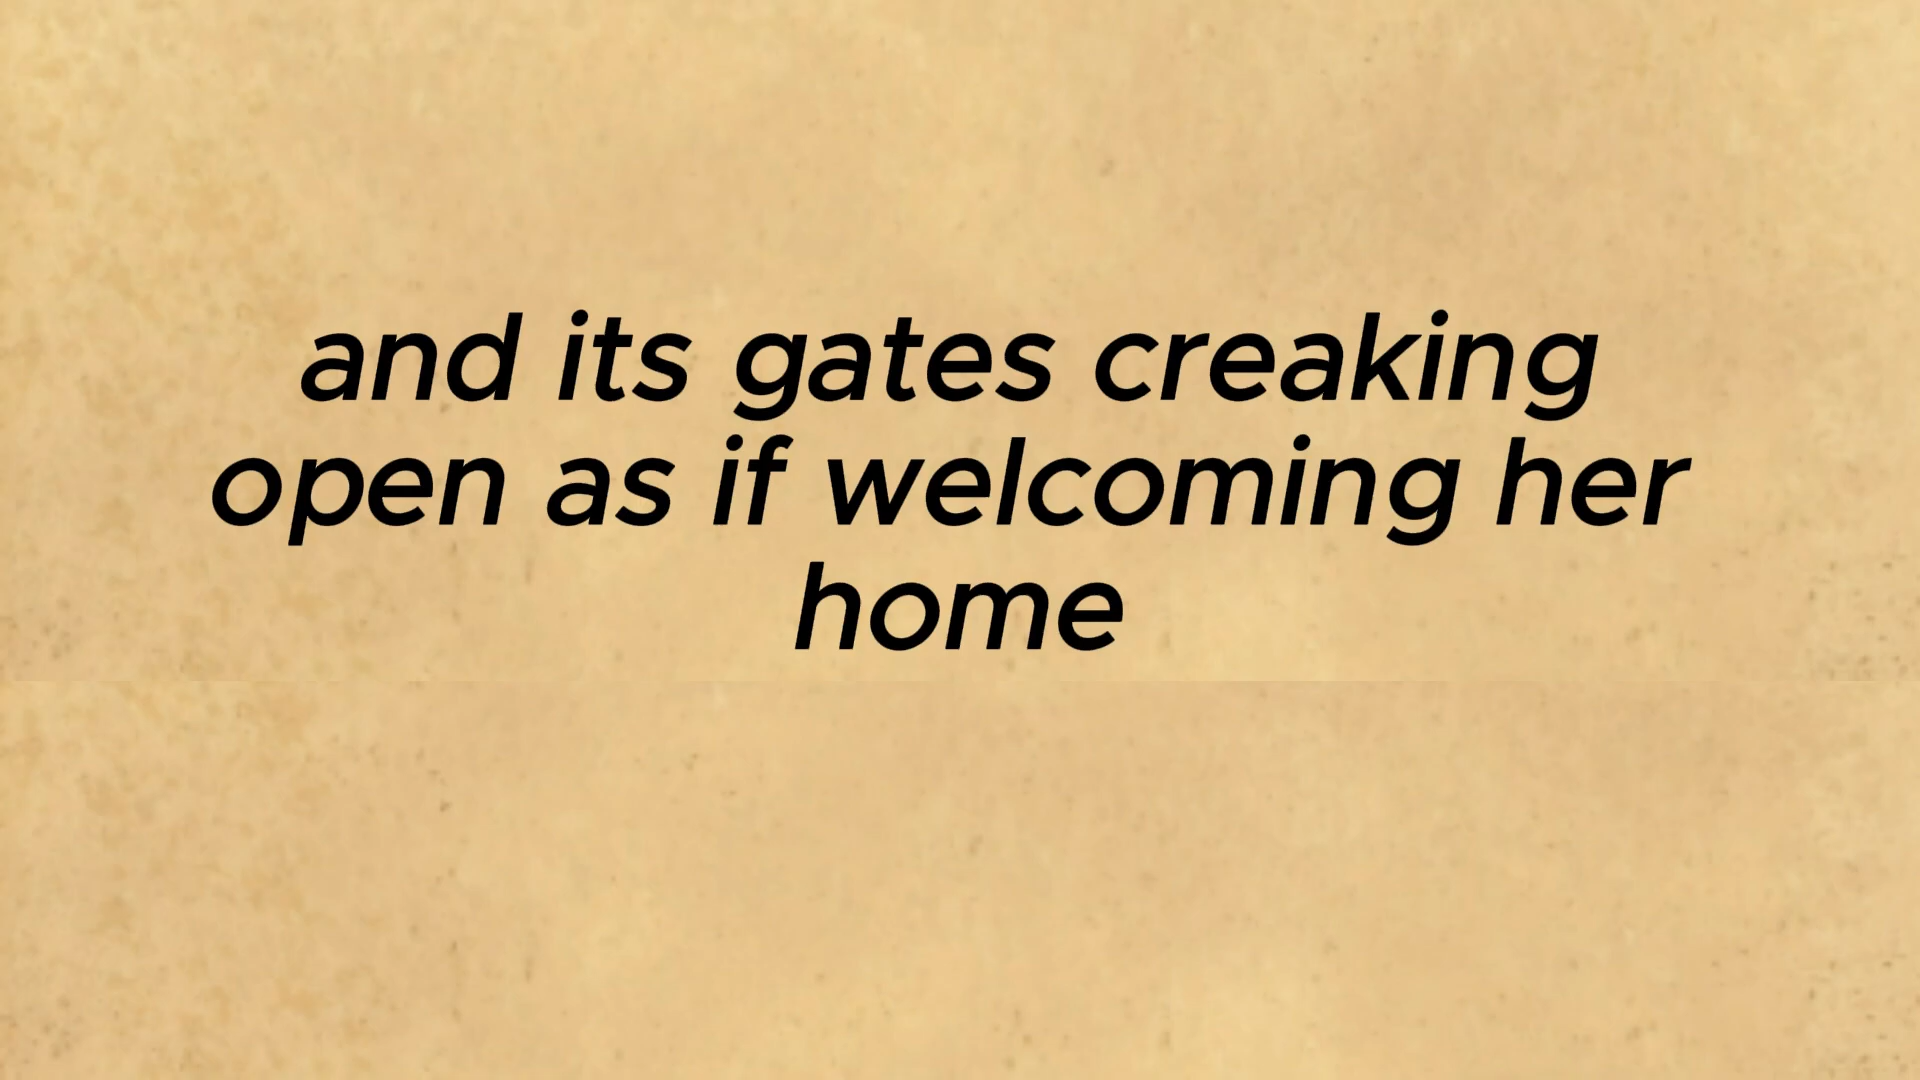 and its gates creaking
open as if welcoming her
home